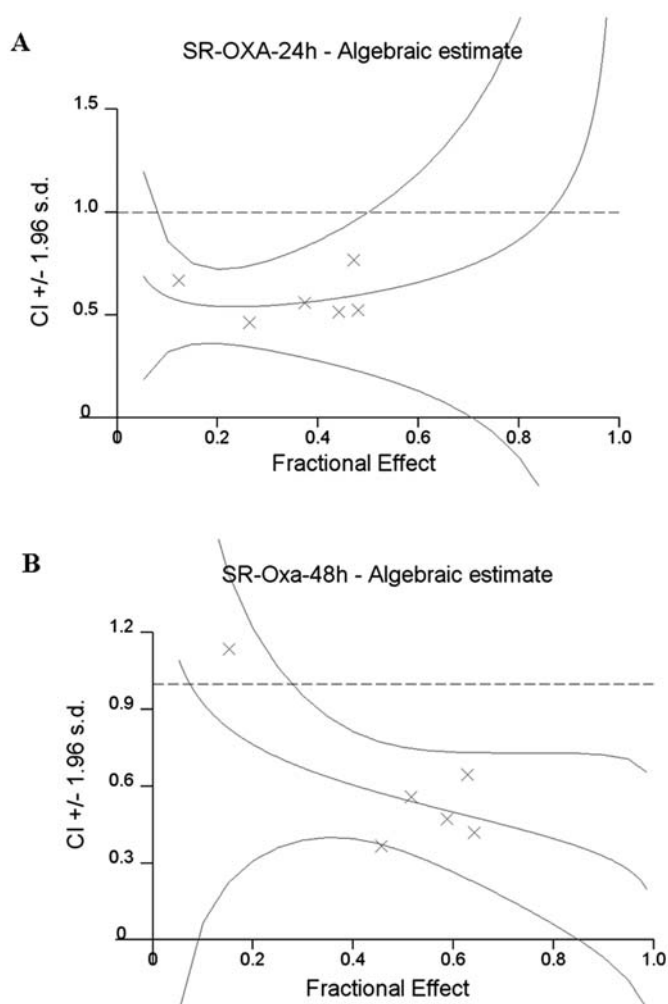 A
SR-OXA-24h - Algebraic estimate
1.5
1.0
0.5
0
CI +/- 1.96 s.d.
0 0.2 0.4 0.6 0.8 1.0
Fractional Effect
B
SR-Oxa-48h - Algebraic estimate
1.2
0.9
0.6
0.3
0
CI +/- 1.96 s.d.
0.0 0.2 0.4 0.6 0.8 1.0
Fractional Effect